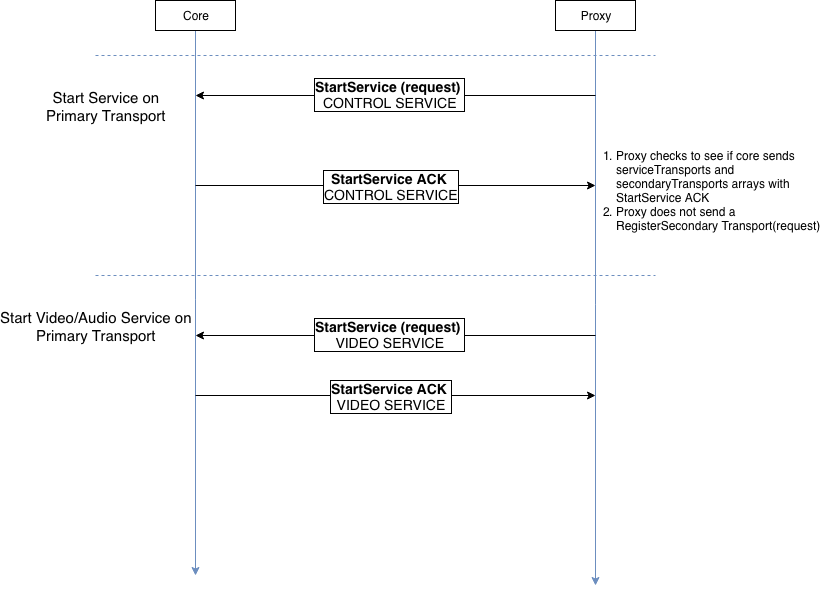 Core
Proxy
StartService (request)
CONTROL SERVICE
Start Service on
Primary Transport
StartService ACK
CONTROL SERVICE
1. Proxy checks to see if core sends
serviceTransports and
secondaryTransports arrays with
StartService ACK
2. Proxy does not send a
RegisterSecondary Transport(request)
Start Video/Audio Service on
Primary Transport
StartService (request)
VIDEO SERVICE
StartService ACK
VIDEO SERVICE